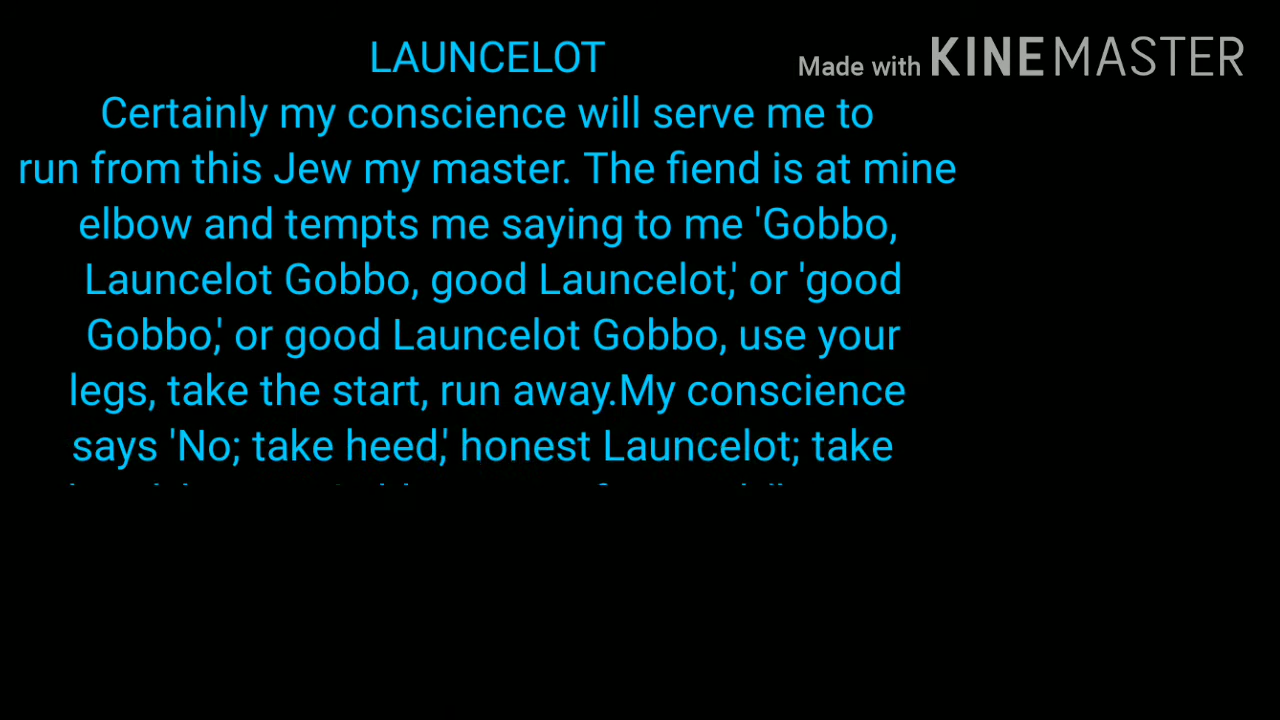 LAUNCELOT
Made with KINEMASTER
Certainly my conscience will serve me to
run from this Jew my master. The fiend is at mine
elbow and tempts me saying to me 'Gobbo,
Launcelot Gobbo, good Launcelot,' or 'good
Gobbo,' or good Launcelot Gobbo, use your
legs, take the start, run away.My conscience
says 'No; take heed,' honest Launcelot; take